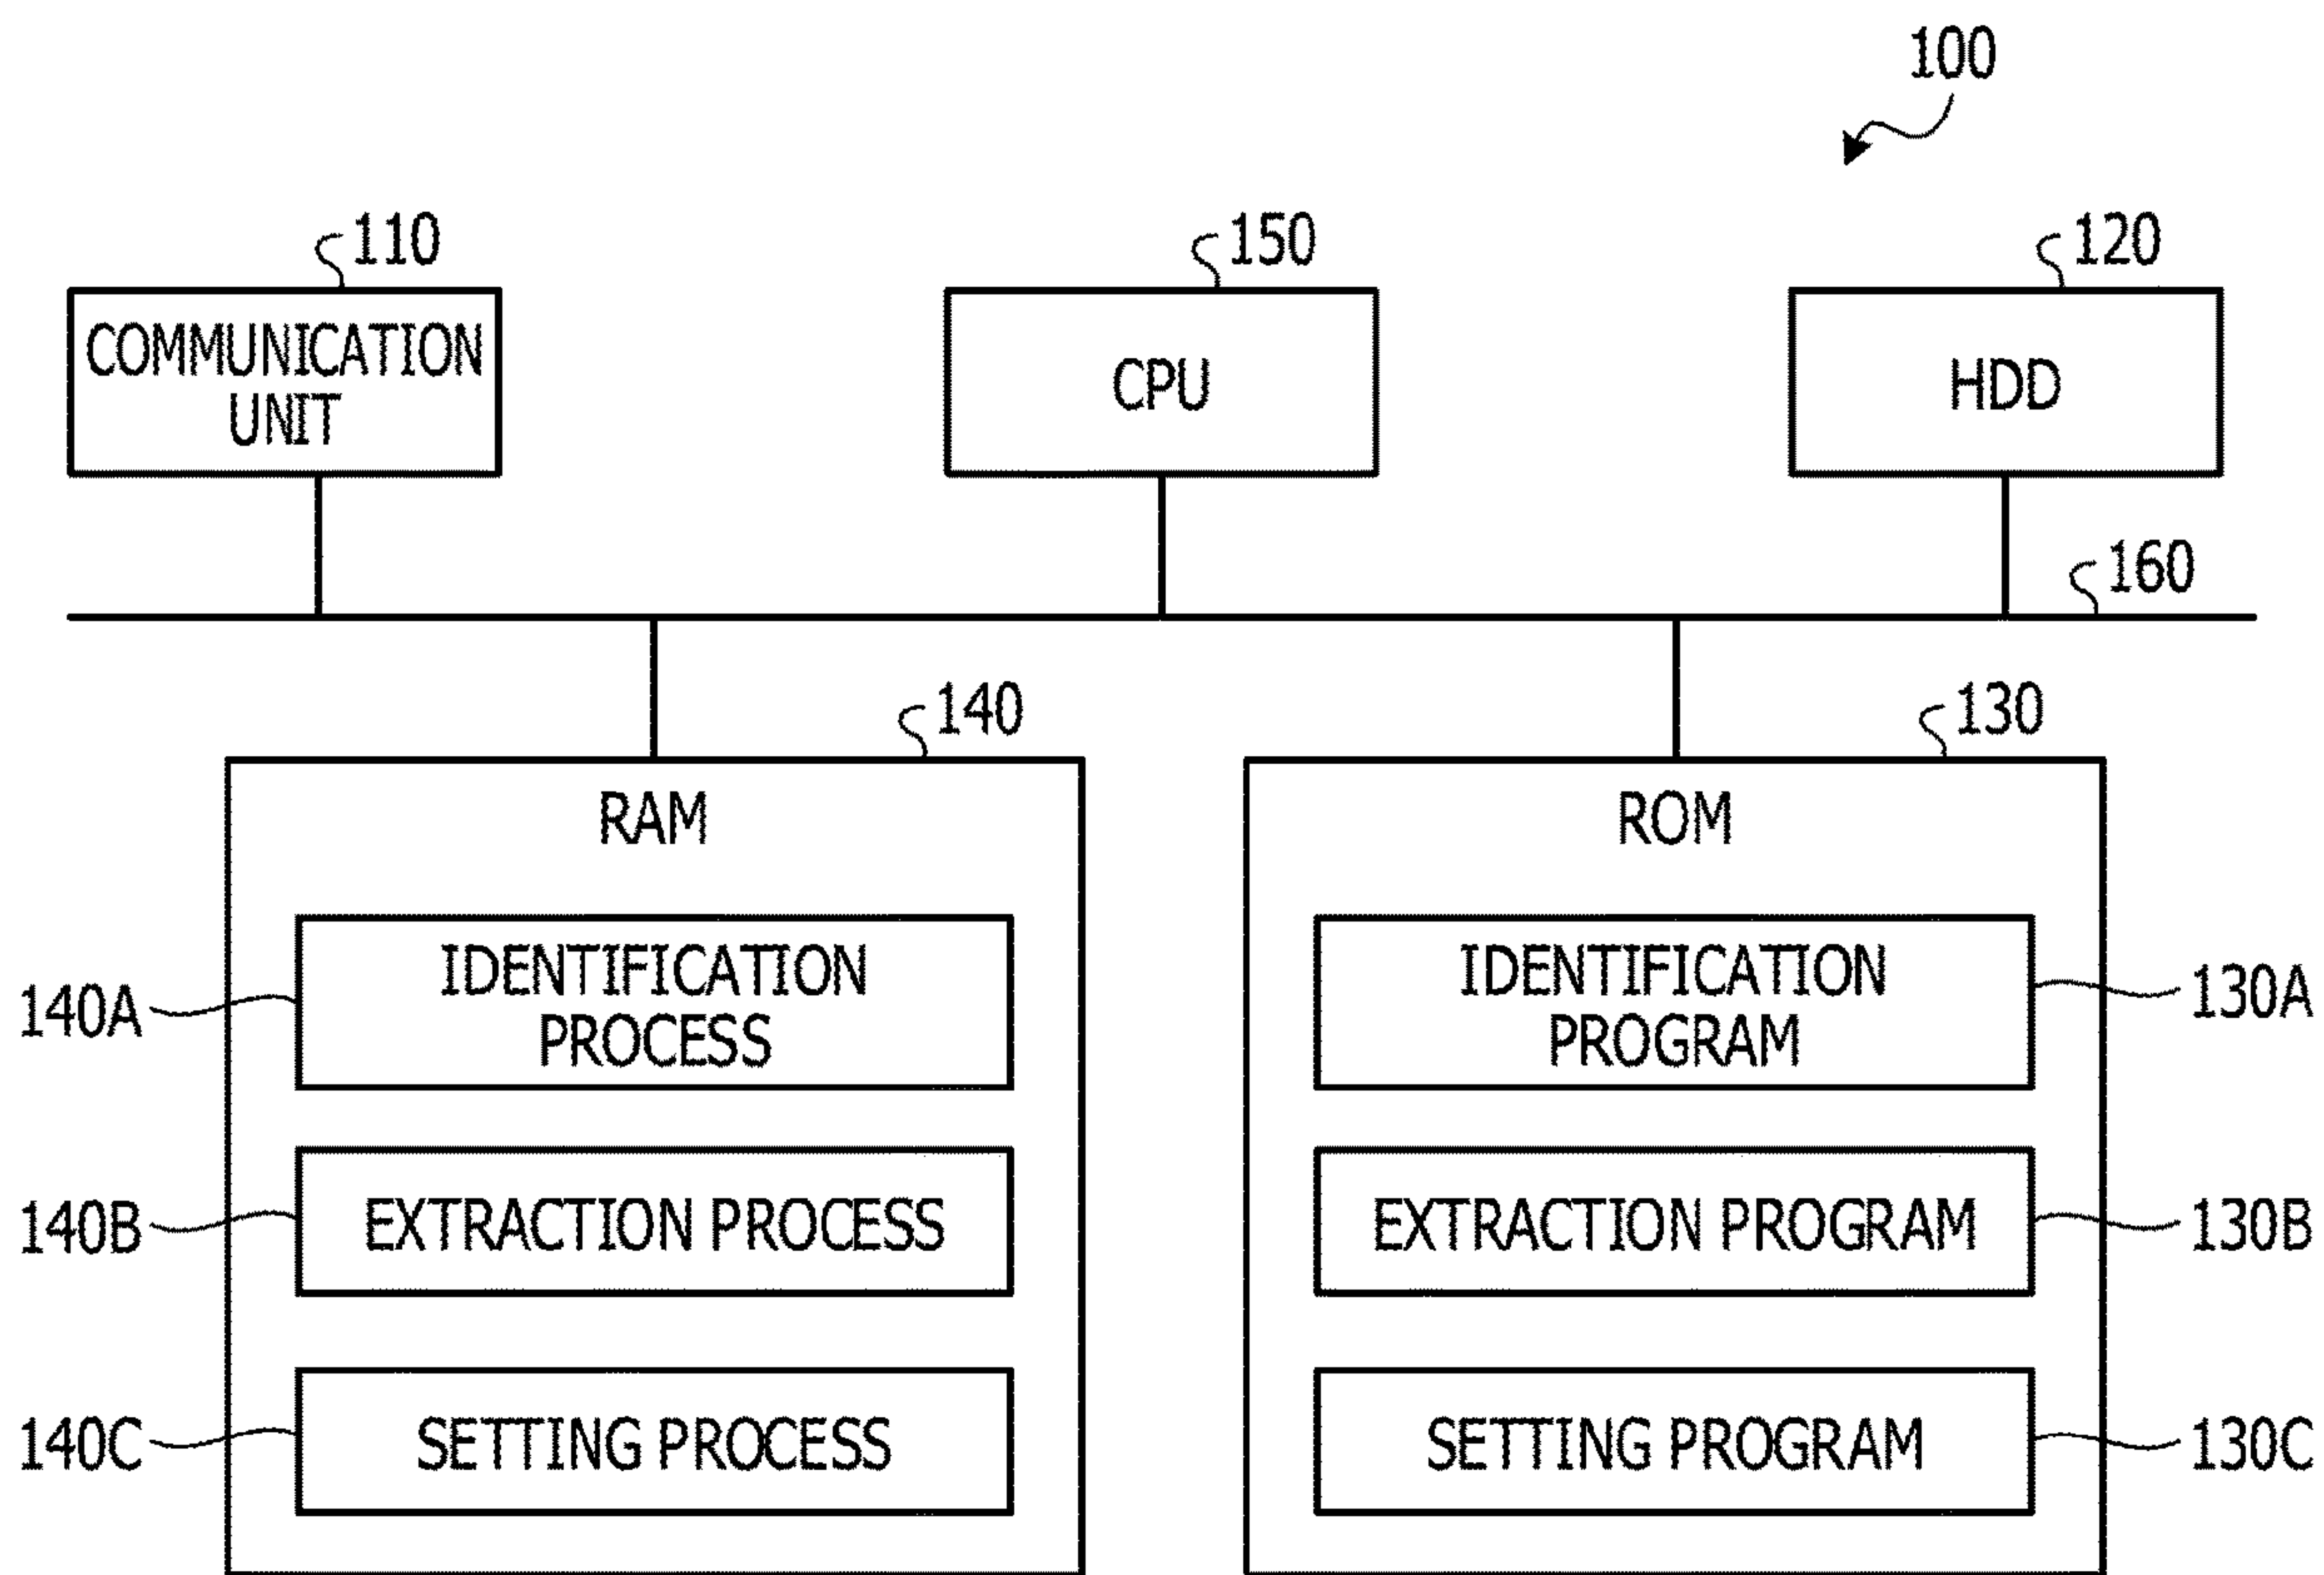 100
110
150
120
COMMUNICATION
UNIT
CPU
HDD
160
140
130
RAM
ROM
140A
IDENTIFICATION
PROCESS
IDENTIFICATION
PROGRAM
130A
140B
EXTRACTION PROCESS
EXTRACTION PROGRAM
130B
140C
SETTING PROCESS
SETTING PROGRAM
130C